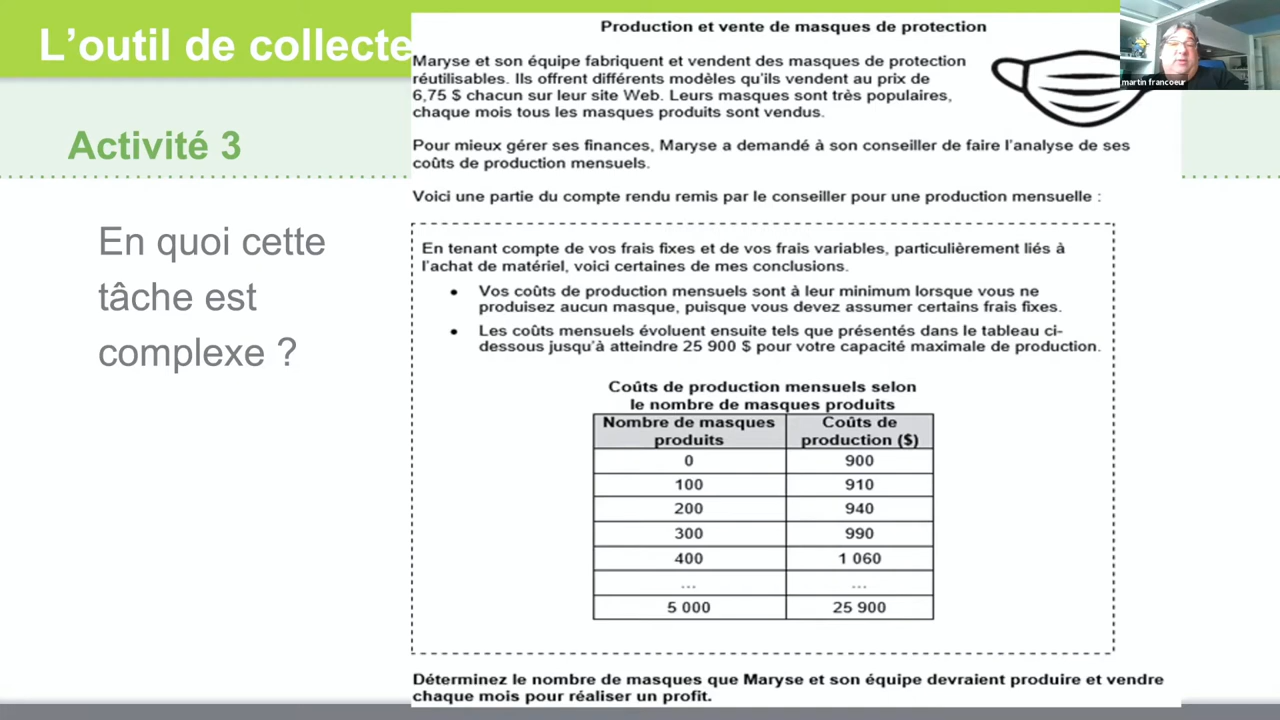 L'outil de collecte
Activité 3
En quoi cette
tâche est
complexe ?
Production et vente de masques de protection
Maryse et son équipe fabriquent et vendent des masques de protection
réutilisables. Ils offrent différents modèles qu'ils vendent au prix de
6,75 $ chacun sur leur site Web. Leurs masques sont très populaires,
chaque mois tous les masques produits sont vendus.
Pour mieux gérer ses finances, Maryse a demandé à son conseiller de faire l'analyse de ses
coûts de production mensuels.
Voici une partie du compte rendu remis par le conseiller pour une production mensuelle :
En tenant compte de vos frais fixes et de vos frais variables, particulièrement liés à
l'achat de matériel, voici certaines de mes conclusions.
• Vos coûts de production mensuels sont à leur minimum lorsque vous ne
produisez aucun masque, puisque vous devez assumer certains frais fixes.
• Les coûts mensuels évoluent ensuite tels que présentés dans le tableau ci-
dessous jusqu'à atteindre 25 900 $ pour votre capacité maximale de production.
Coûts de production mensuels selon
le nombre de masques produits
Nombre de masques produits Coûts de production ($)
0 900
100 910
200 940
300 990
400 1 060
... ...
5 000 25 900
Déterminez le nombre de masques que Maryse et son équipe devraient produire et vendre
chaque mois pour réaliser un profit.
martin francoeur